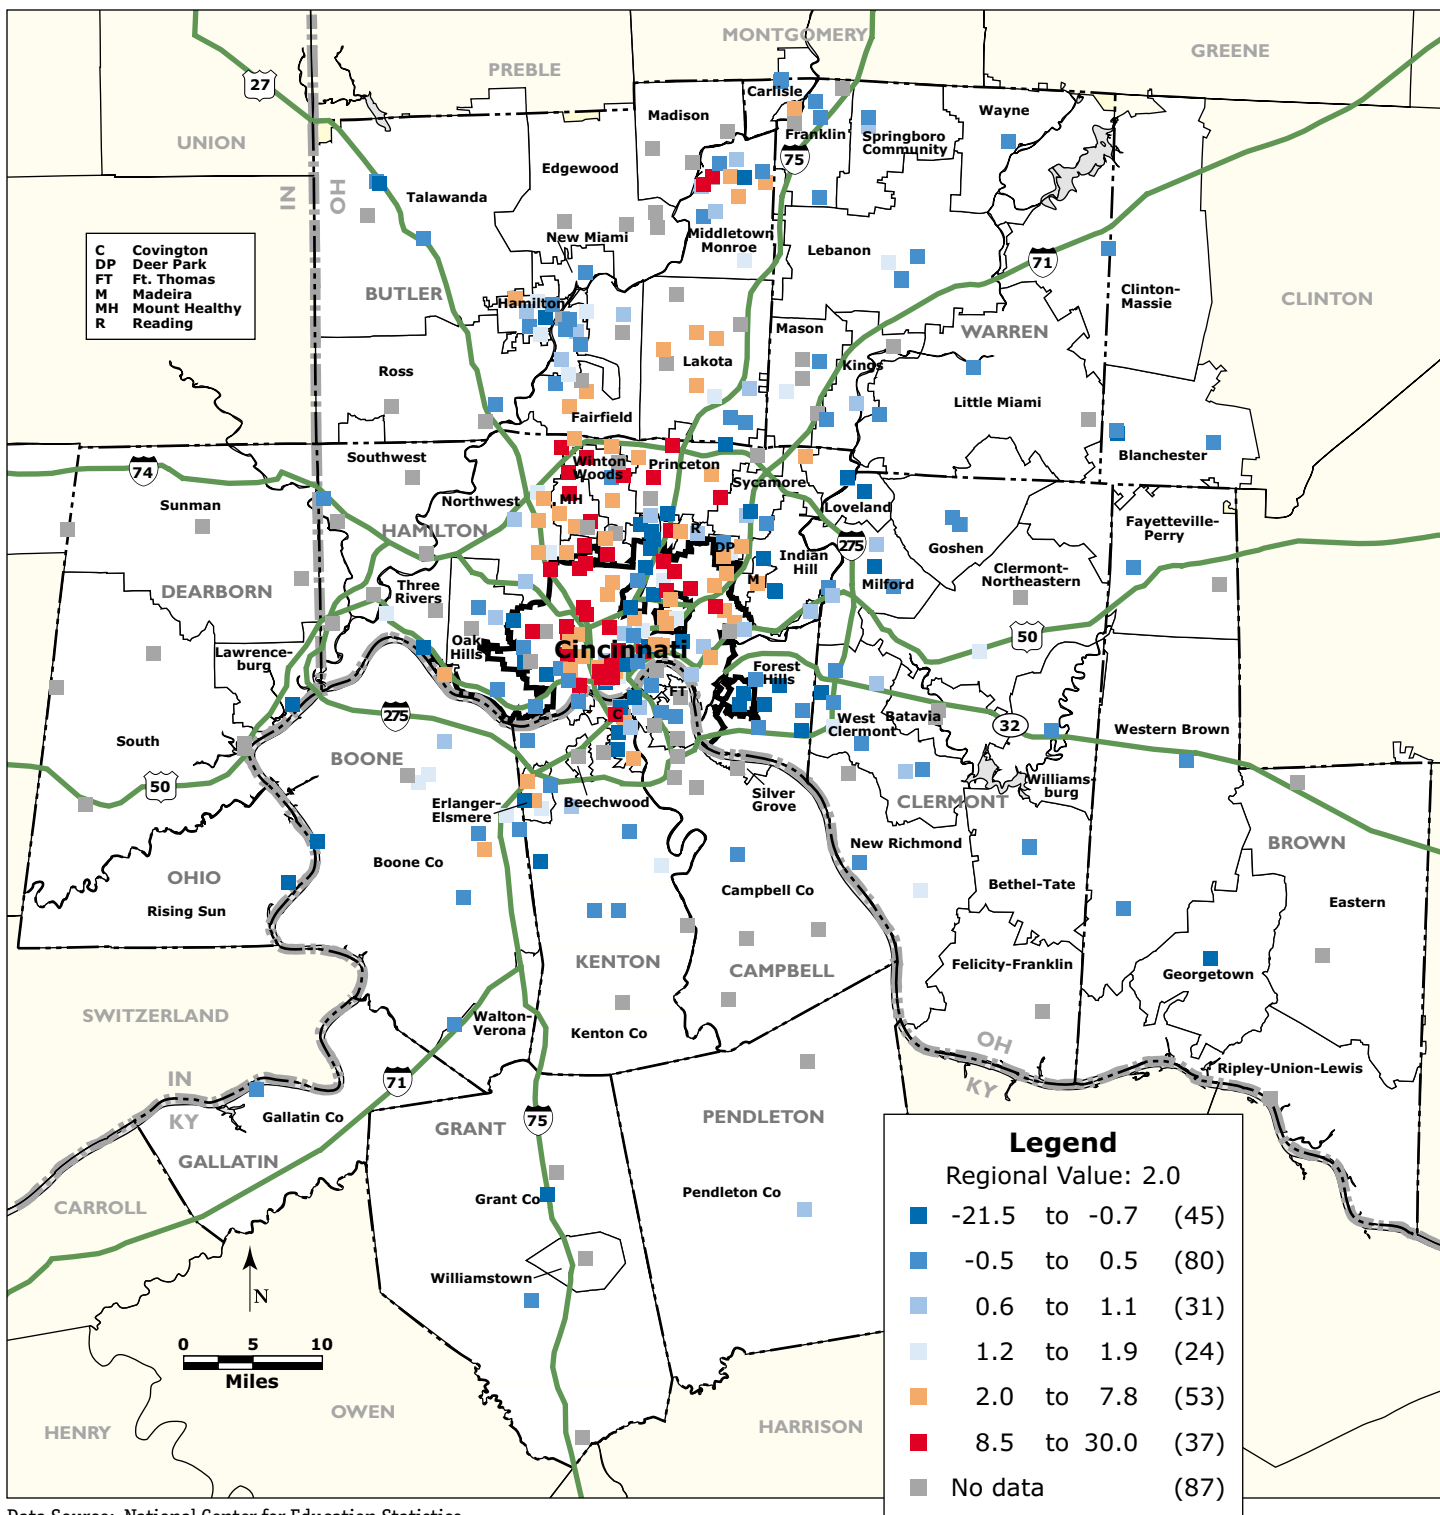 MONTGOMERY
GREENE
PREBLE
27
UNION
Carlisle
Madison
Franklin
Springboro
Community
Wayne
75
Edgewood
IN
OH
Talawanda
C Covington
DP Deer Park
FT Ft. Thomas
M Madeira
MH Mount Healthy
R Reading
New Miami
Middletown
Monroe
Lebanon
71
Clinton-
Massie
CLINTON
BUTLER
Hamilton
Mason
WARREN
Ross
Lakota
Kings
Little Miami
Fairfield
Southwest
Winton
Woods
Princeton
Blanchester
74
Sunman
Northwest
MH
Sycamore
Loveland
HAMILTON
R
Fayetteville-
Perry
DP
Indian
Hill
275
Goshen
Clermont-
Northeastern
DEARBORN
Three
Rivers
M
Milford
50
Lawrence-
burg
Oak
Hills
Cincinnati
Forest
Hills
FT
275
C
West
Clermont
Batavia
32
Western Brown
South
BOONE
50
Williams-
burg
Erlanger-
Elsmere
Beechwood
Silver
Grove
CLERMONT
New Richmond
BROWN
Boone Co
OHIO
Rising Sun
Campbell Co
Bethel-Tate
Eastern
KENTON
CAMPBELL
Felicity-Franklin
Georgetown
SWITZERLAND
Walton-
Verona
Kenton Co
OH
KY
IN
KY
71
Ripley-Union-Lewis
Gallatin Co
75
GRANT
PENDLETON
GALLATIN
CARROLL
Grant Co
Pendleton Co
Williamstown
N
0 5 10
Miles
OWEN
HENRY
HARRISON
Legend
Regional Value: 2.0
-21.5 to -0.7 (45)
-0.5 to 0.5 (80)
0.6 to 1.1 (31)
1.2 to 1.9 (24)
2.0 to 7.8 (53)
8.5 to 30.0 (37)
No data (87)
Data Source: National Center for Education Statistics